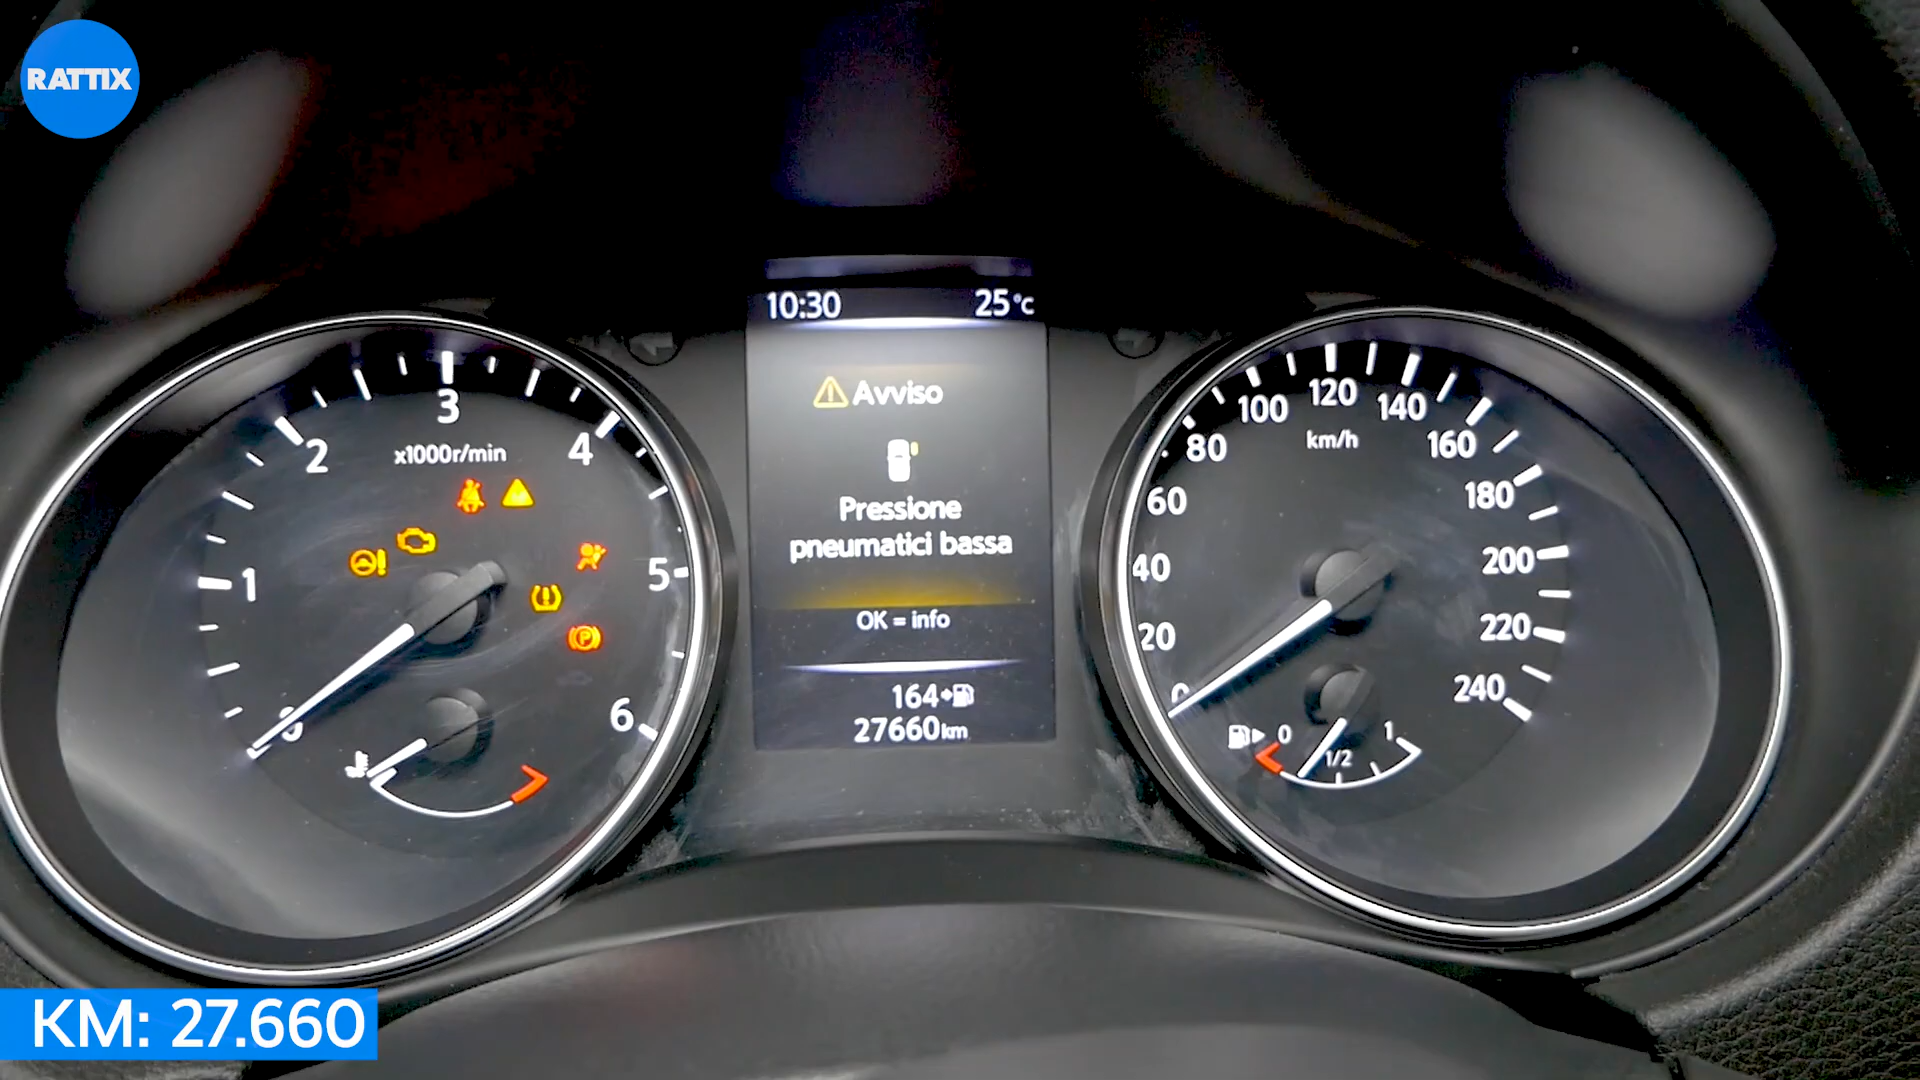 RATTIX
10:30 25°C
Avviso
Pressione
pneumatici bassa
OK = info
164
27660km
x1000r/min
0
1
2
3
4
5
6
P
km/h
0
20
40
60
80
100
120
140
160
180
200
220
240
0 1/2 1
KM: 27.660